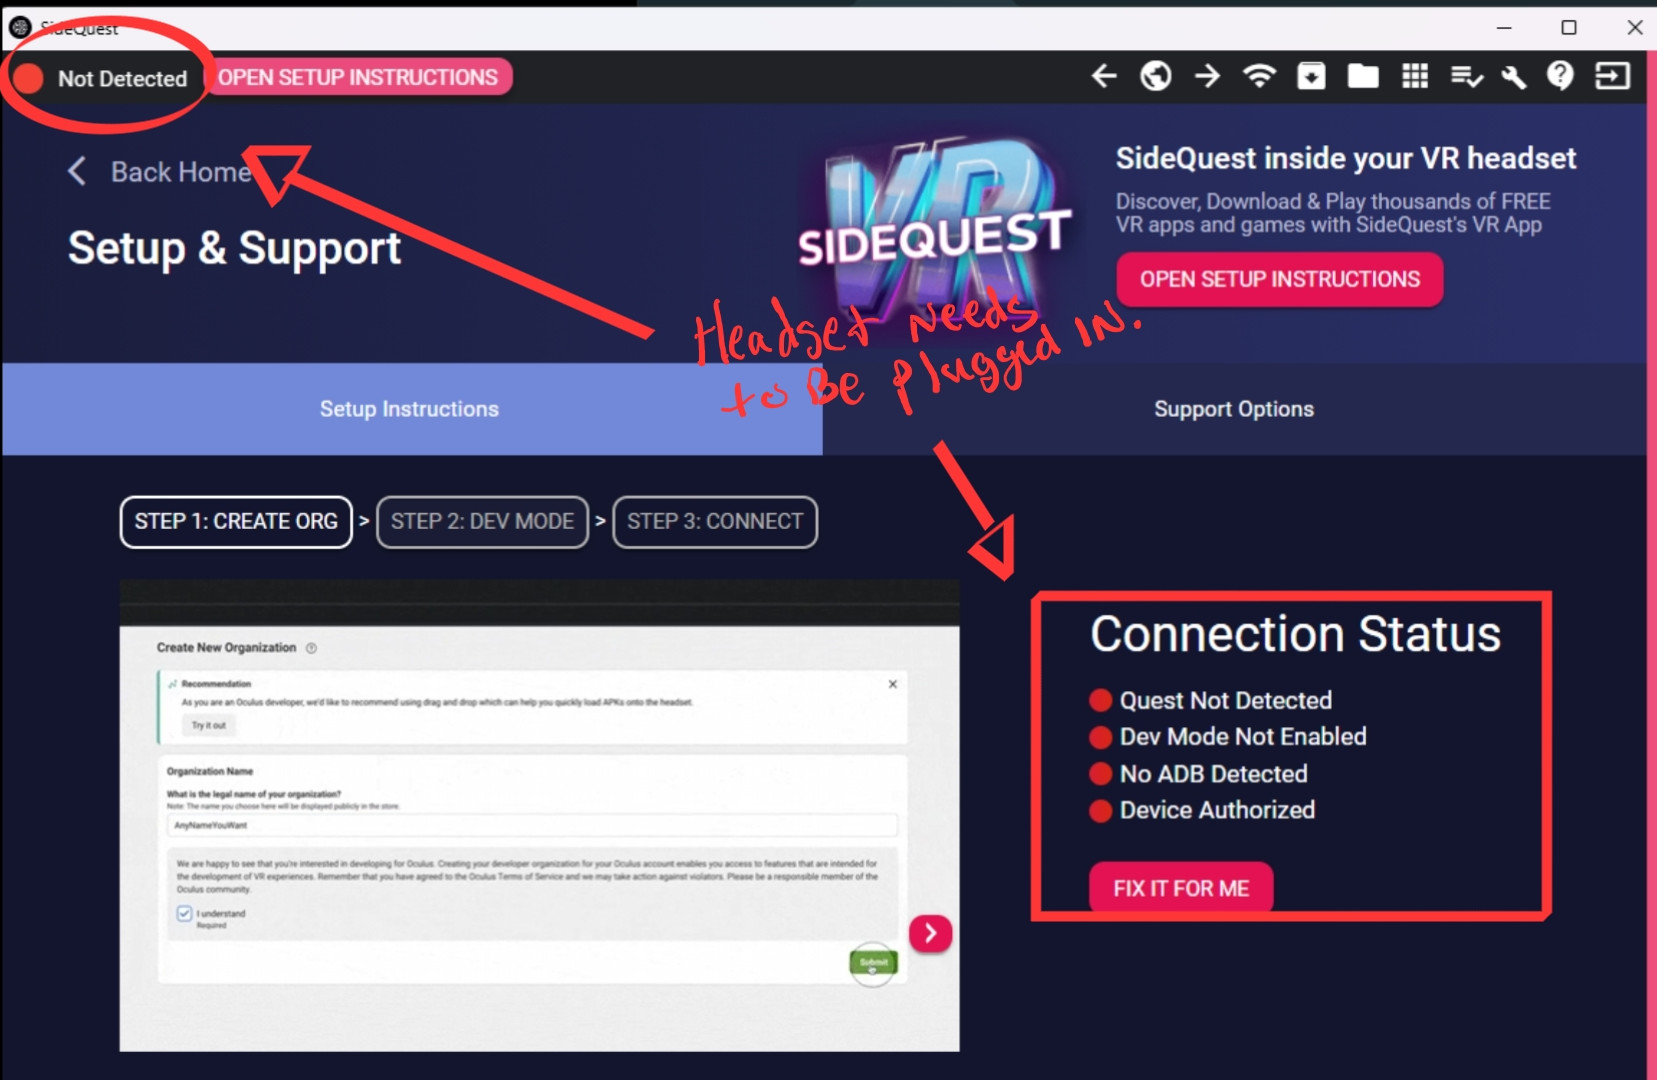 SideQuest
Not Detected
OPEN SETUP INSTRUCTIONS
Back Home
Setup & Support
VR
SIDEQUEST
SideQuest inside your VR headset
Discover, Download & Play thousands of FREE
VR apps and games with SideQuest's VR App
OPEN SETUP INSTRUCTIONS
Headset Needs
to Be plugged IN.
Setup Instructions
Support Options
STEP 1: CREATE ORG > STEP 2: DEV MODE > STEP 3: CONNECT
Create New Organization
Recommendation
As you are an Oculus developer, we'd like to recommend using drag and drop which can help you quickly load APKs onto the headset.
Try it out
Organization Name
What is the legal name of your organization?
Note: The name you choose here will be displayed publicly in the store.
AnyNameYouWant
We are happy to see that you're interested in developing for Oculus. Creating your developer organization for your Oculus account enables you access to features that are intended for
the development of VR experiences. Remember that you have agreed to the Oculus Terms of Service and we may take action against violators. Please be a responsible member of the
Oculus community.
I understand
Required
Submit
Connection Status
Quest Not Detected
Dev Mode Not Enabled
No ADB Detected
Device Authorized
FIX IT FOR ME